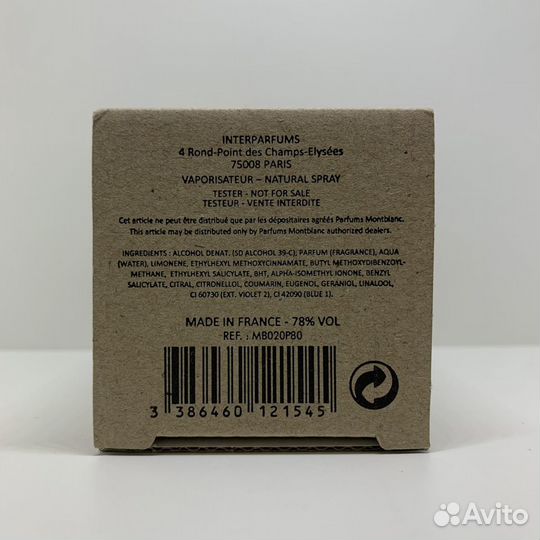 INTERPARFUMS
4 Rond-Point des Champs-Elysées
75008 PARIS
VAPORISATEUR – NATURAL SPRAY
TESTER - NOT FOR SALE
TESTEUR - VENTE INTERDITE
Cet article ne peut être distribué que par les dépositaires agréés Parfums Montblanc.
This article may be distributed only by Parfums Montblanc authorized dealers.
INGREDIENTS : ALCOHOL DENAT. (SD ALCOHOL 39-C), PARFUM (FRAGRANCE), AQUA
(WATER), LIMONENE, ETHYLHEXYL METHOXYCINNAMATE, BUTYL METHOXYDIBENZOYL-
METHANE, ETHYLHEXYL SALICYLATE, BHT, ALPHA-ISOMETHYL IONONE, BENZYL
SALICYLATE, CITRAL, CITRONELLOL, COUMARIN, EUGENOL, GERANIOL, LINALOOL,
CI 60730 (EXT. VIOLET 2), CI 42090 (BLUE 1).
MADE IN FRANCE - 78% VOL
REF. : MB020P80
3 386460 121545
Avito